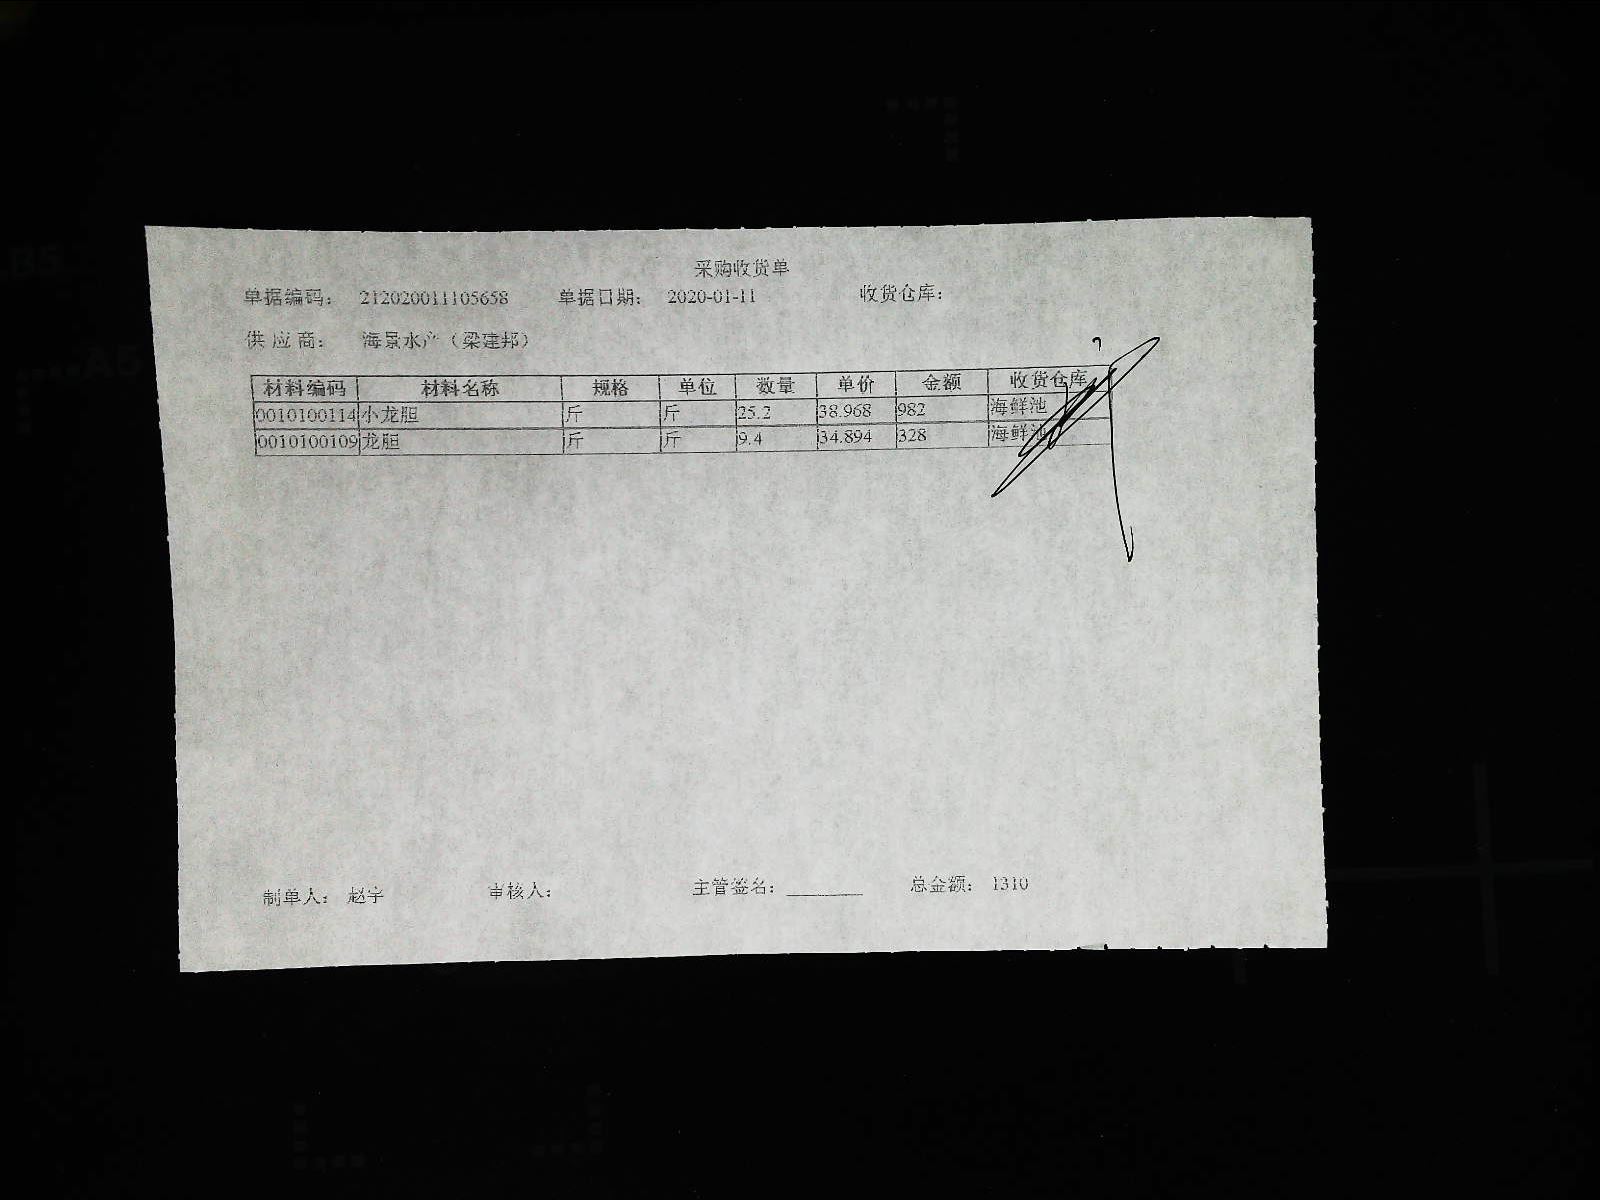 采购收货单
单据编码： 212020011105658 单据日期： 2020-01-11 收货仓库：
供 应 商： 海景水产（梁建邦）
材料编码 材料名称 规格 单位 数量 单价 金额 收货仓库
0010100114 小龙胆 斤 斤 25.2 38.968 982 海鲜池
0010100109 龙胆 斤 斤 9.4 34.894 328 海鲜池
制单人： 赵宇 审核人： 主管签名： 总金额： 1310